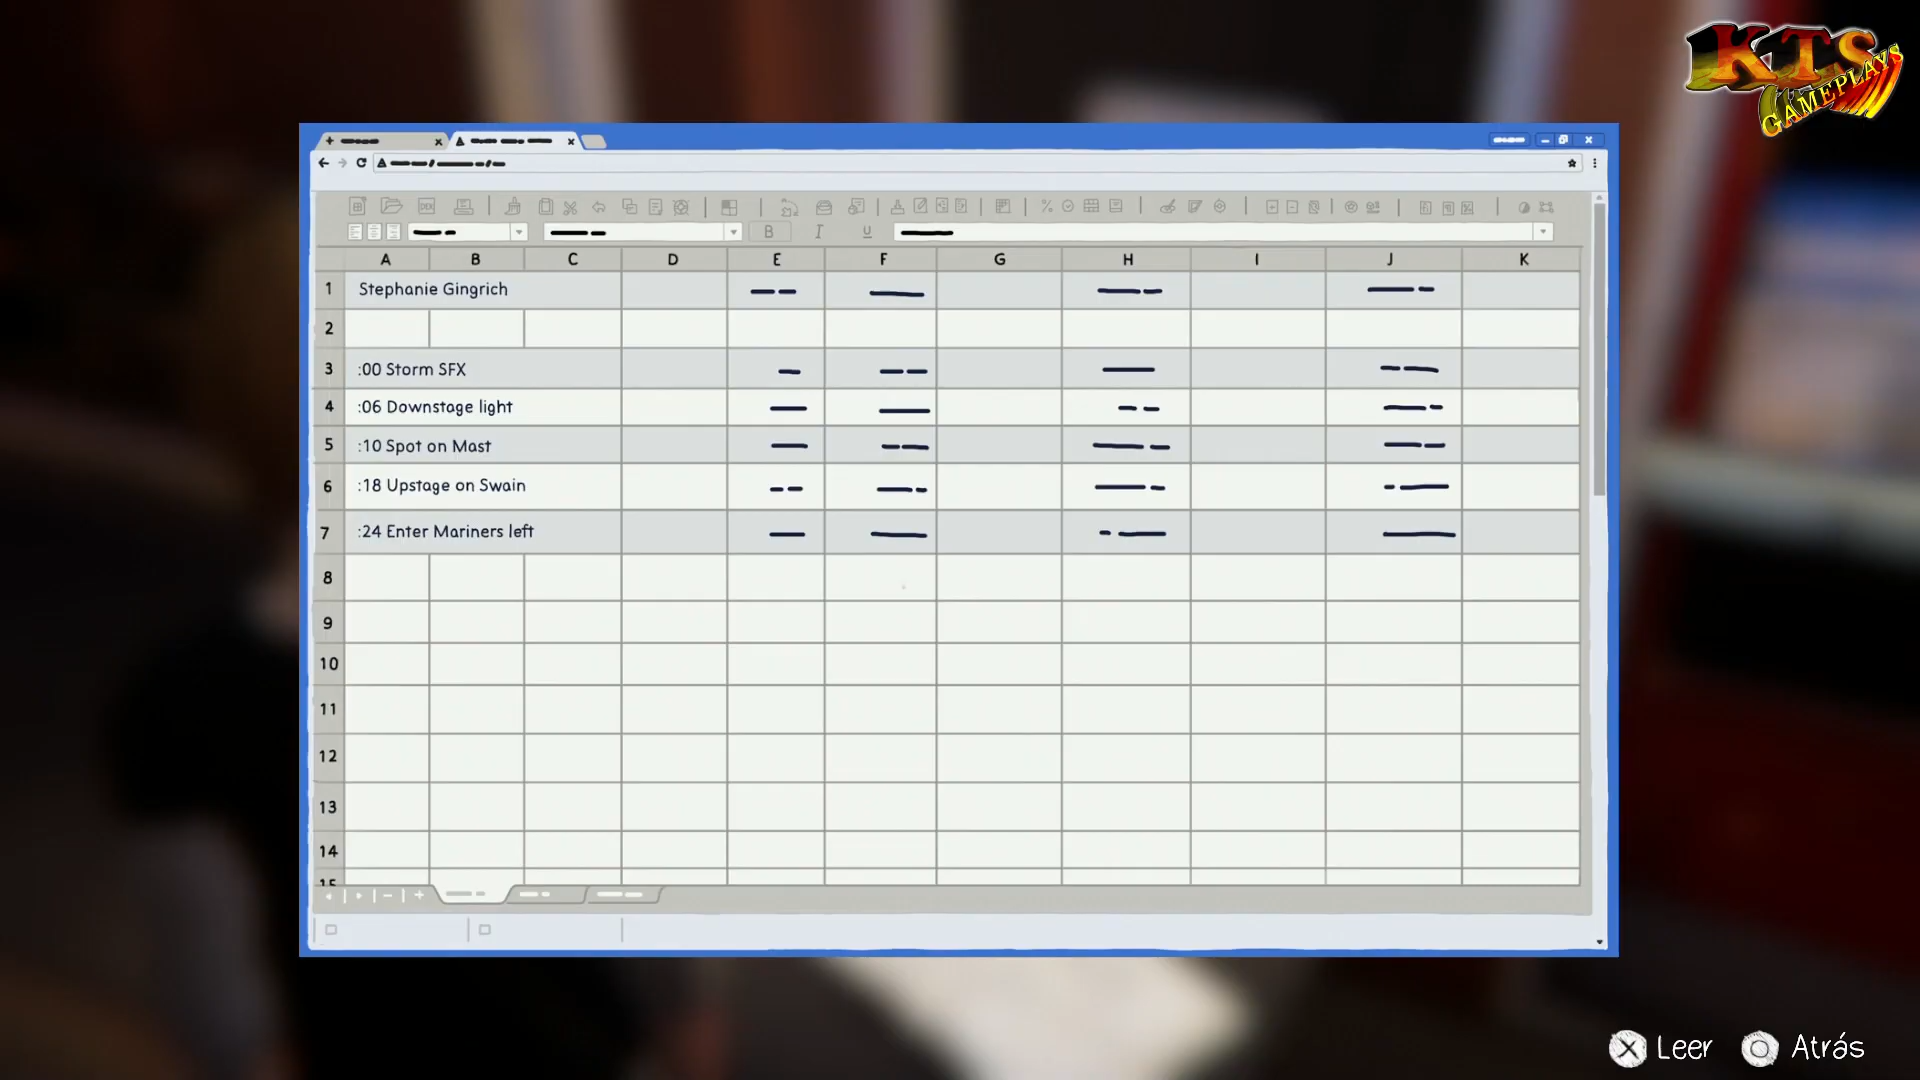 KTS
GAMEPLAYS
A B C D E F G H I J K
1 Stephanie Gingrich
2
3 :00 Storm SFX
4 :06 Downstage light
5 :10 Spot on Mast
6 :18 Upstage on Swain
7 :24 Enter Mariners left
8
9
10
11
12
13
14
15
Leer Atrás